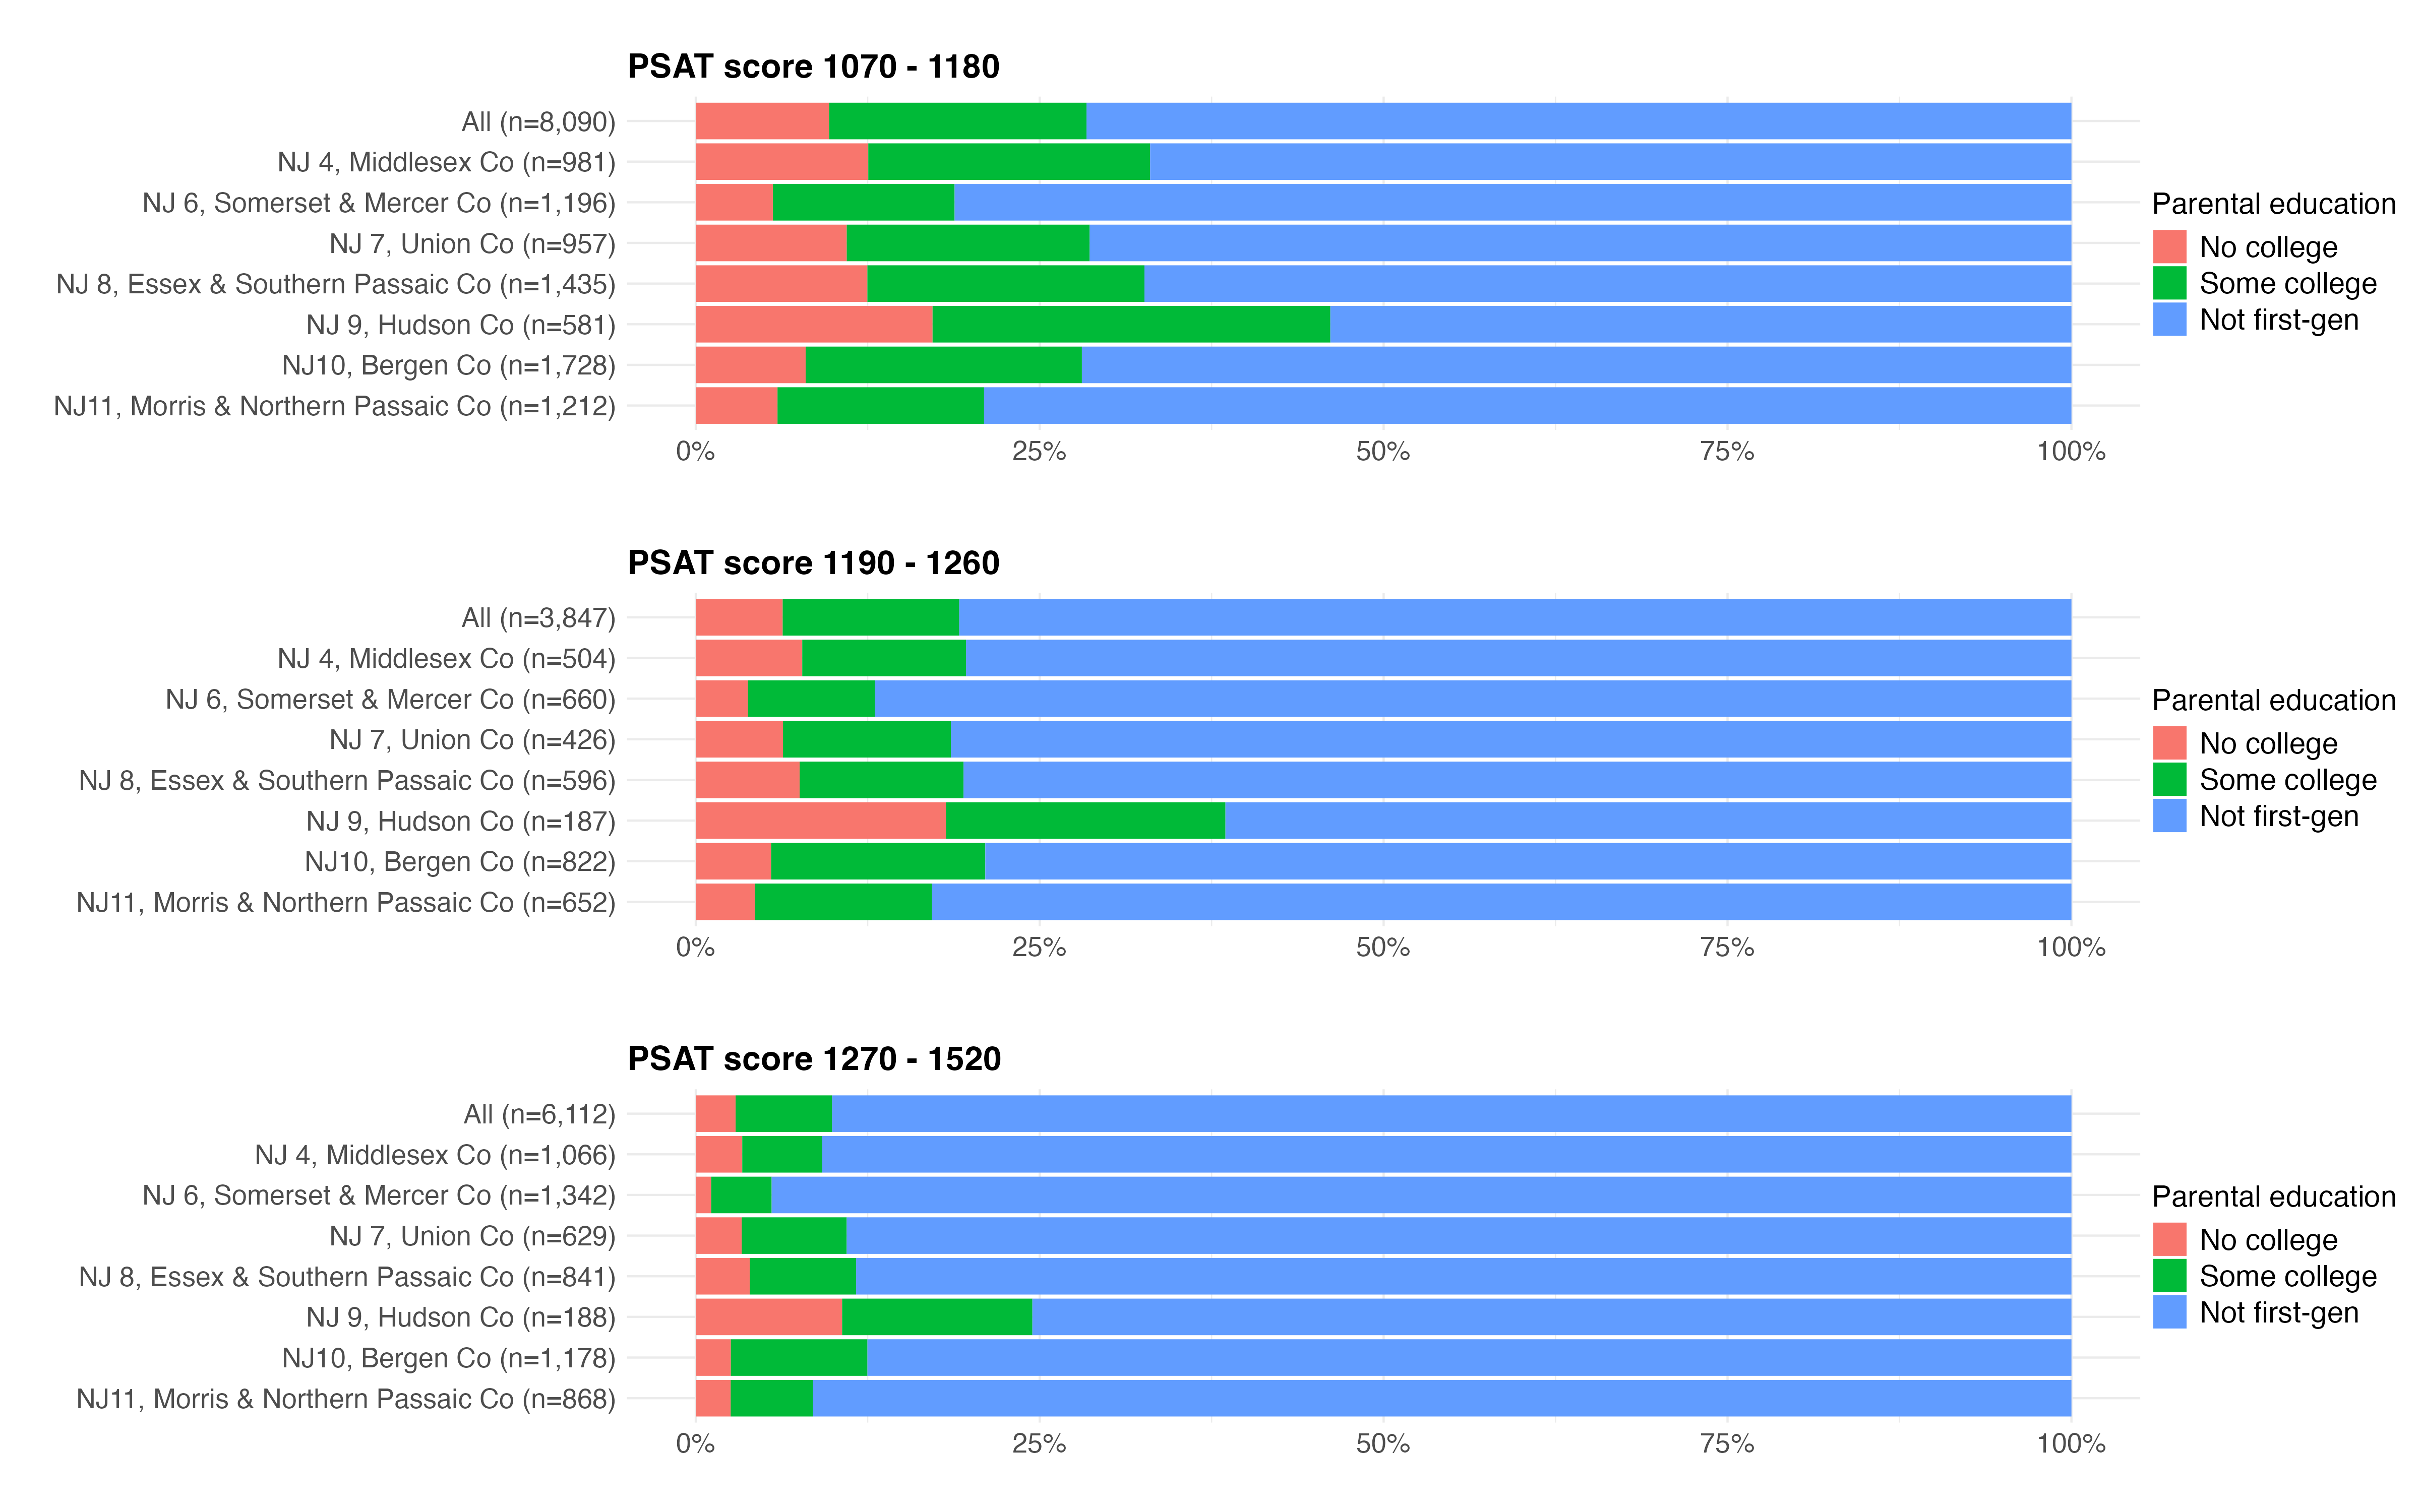 PSAT score 1070 - 1180
All (n=8,090)
NJ 4, Middlesex Co (n=981)
NJ 6, Somerset & Mercer Co (n=1,196)
NJ 7, Union Co (n=957)
NJ 8, Essex & Southern Passaic Co (n=1,435)
NJ 9, Hudson Co (n=581)
NJ10, Bergen Co (n=1,728)
NJ11, Morris & Northern Passaic Co (n=1,212)
0% 25% 50% 75% 100%
Parental education
No college
Some college
Not first-gen
PSAT score 1190 - 1260
All (n=3,847)
NJ 4, Middlesex Co (n=504)
NJ 6, Somerset & Mercer Co (n=660)
NJ 7, Union Co (n=426)
NJ 8, Essex & Southern Passaic Co (n=596)
NJ 9, Hudson Co (n=187)
NJ10, Bergen Co (n=822)
NJ11, Morris & Northern Passaic Co (n=652)
0% 25% 50% 75% 100%
Parental education
No college
Some college
Not first-gen
PSAT score 1270 - 1520
All (n=6,112)
NJ 4, Middlesex Co (n=1,066)
NJ 6, Somerset & Mercer Co (n=1,342)
NJ 7, Union Co (n=629)
NJ 8, Essex & Southern Passaic Co (n=841)
NJ 9, Hudson Co (n=188)
NJ10, Bergen Co (n=1,178)
NJ11, Morris & Northern Passaic Co (n=868)
0% 25% 50% 75% 100%
Parental education
No college
Some college
Not first-gen